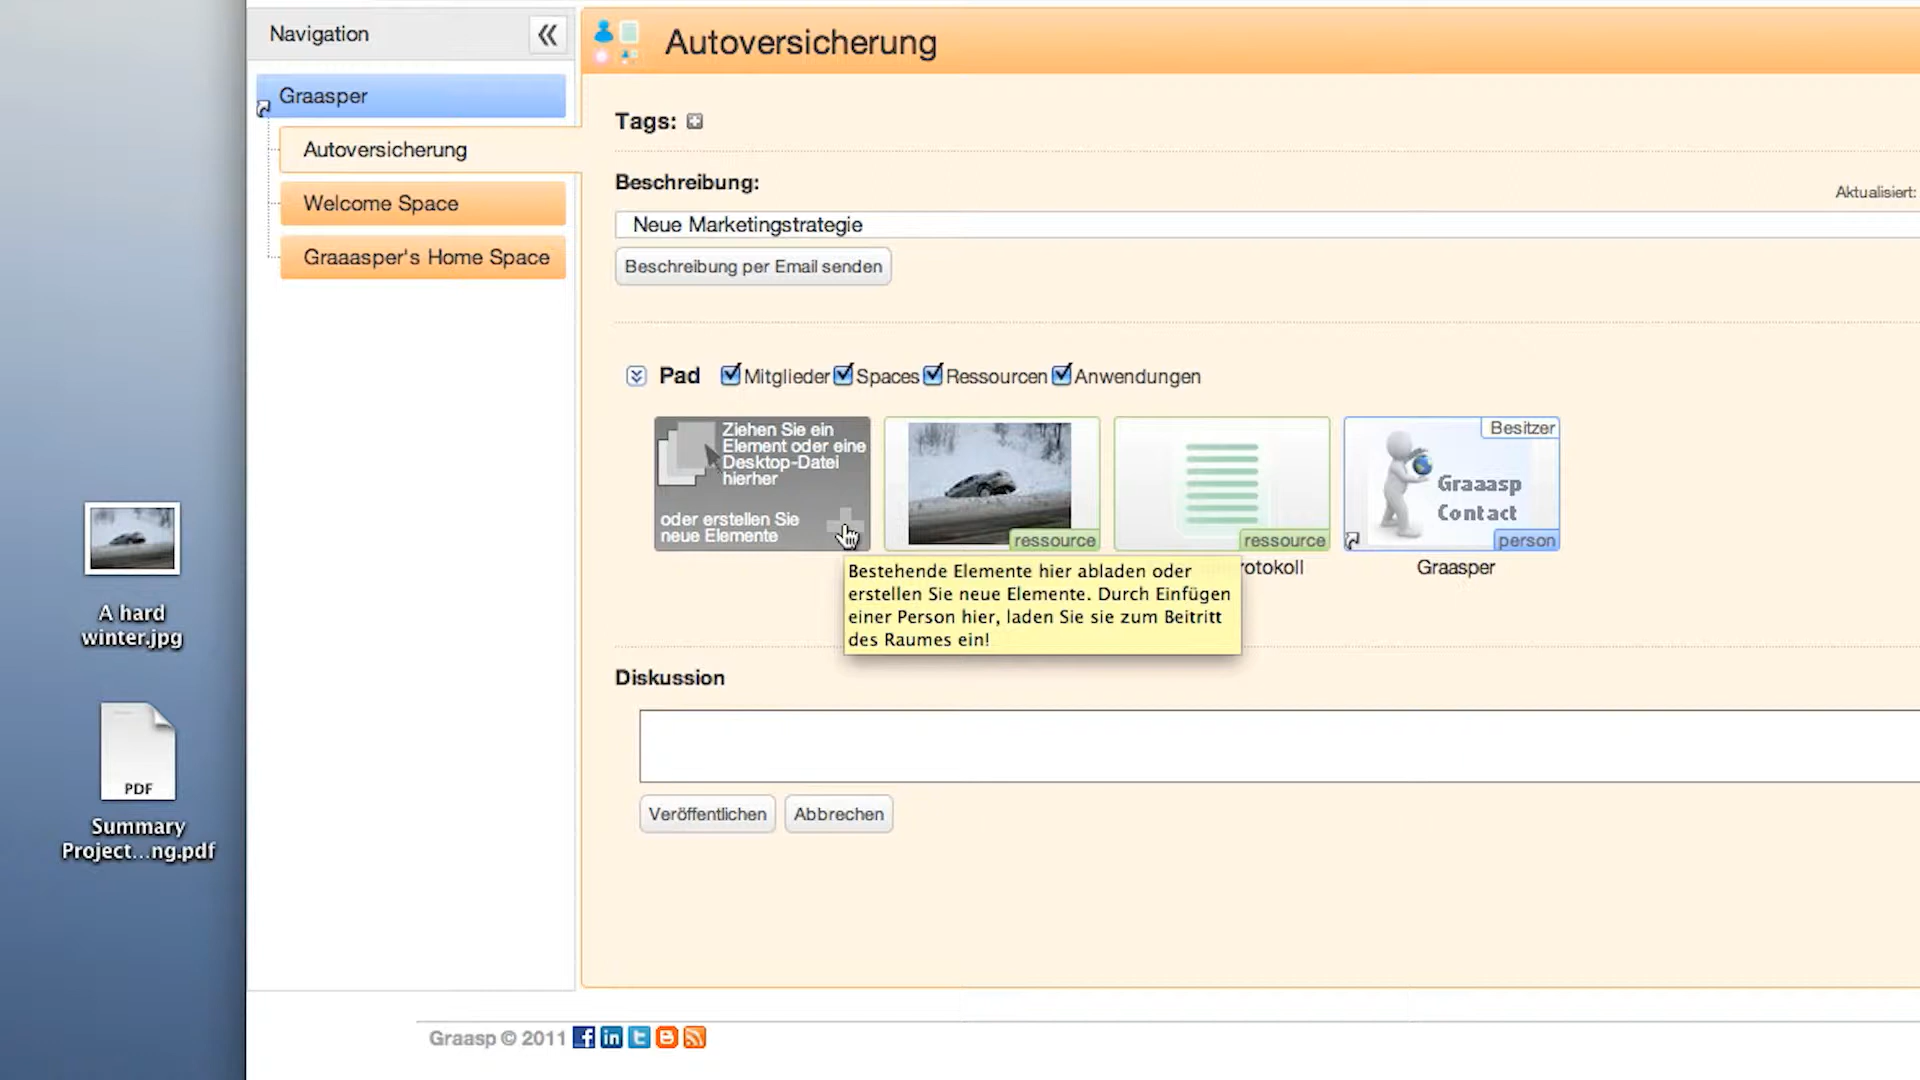 Navigation
Autoversicherung
Graasper
Tags:
Autoversicherung
Beschreibung:
Aktualisiert:
Welcome Space
Neue Marketingstrategie
Graaasper's Home Space
Beschreibung per Email senden
Pad Mitglieder Spaces Ressourcen Anwendungen
Ziehen Sie ein
Element oder eine
Desktop-Datei
hierher
oder erstellen Sie
neue Elemente
ressource
ressource
Besitzer
Graaasp
Contact
person
otokoll
Graasper
Bestehende Elemente hier abladen oder
erstellen Sie neue Elemente. Durch Einfügen
einer Person hier, laden Sie sie zum Beitritt
des Raumes ein!
A hard
winter.jpg
Diskussion
PDF
Summary
Project...ng.pdf
Veröffentlichen
Abbrechen
Graasp © 2011